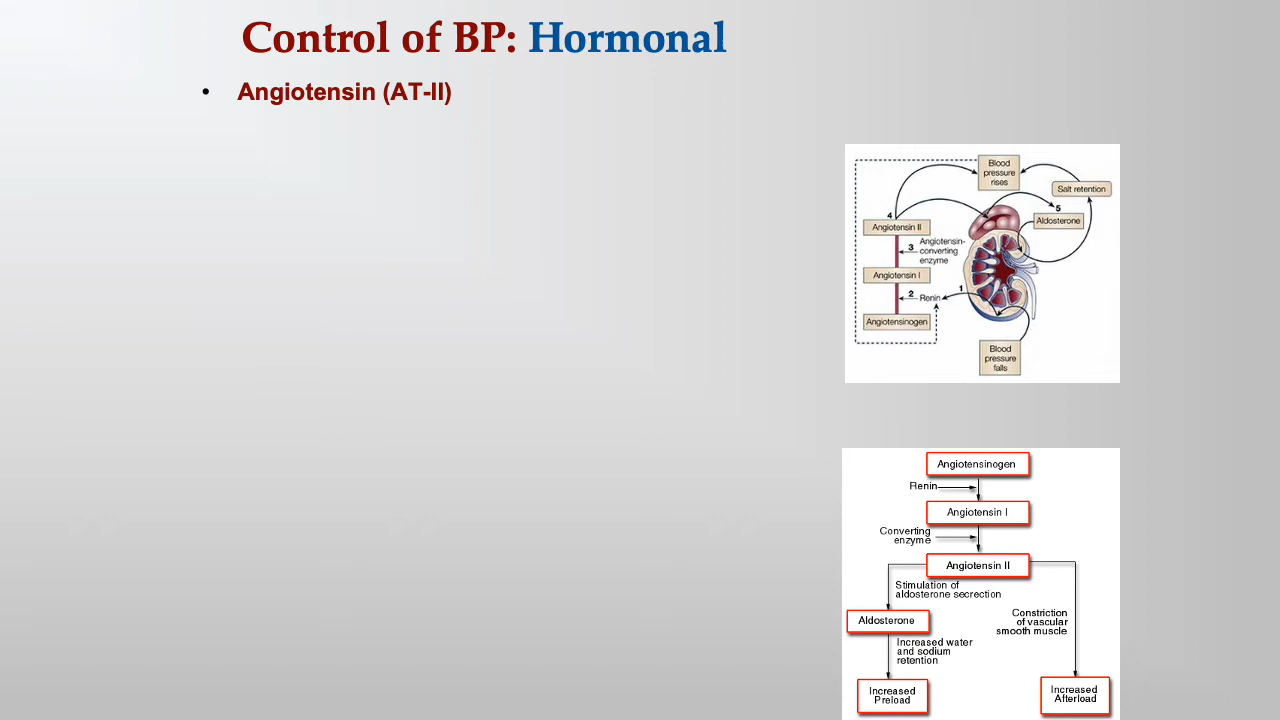 Control of BP: Hormonal
• Angiotensin (AT-II)
Blood
pressure
rises
Salt retention
4
5
Aldosterone
Angiotensin II
3
Angiotensin-
converting
enzyme
Angiotensin I
2
Renin
1
Angiotensinogen
Blood
pressure
falls
Angiotensinogen
Renin
Angiotensin I
Converting
enzyme
Angiotensin II
Stimulation of
aldosterone secretion
Aldosterone
Constriction
of vascular
smooth muscle
Increased water
and sodium
retention
Increased
Preload
Increased
Afterload